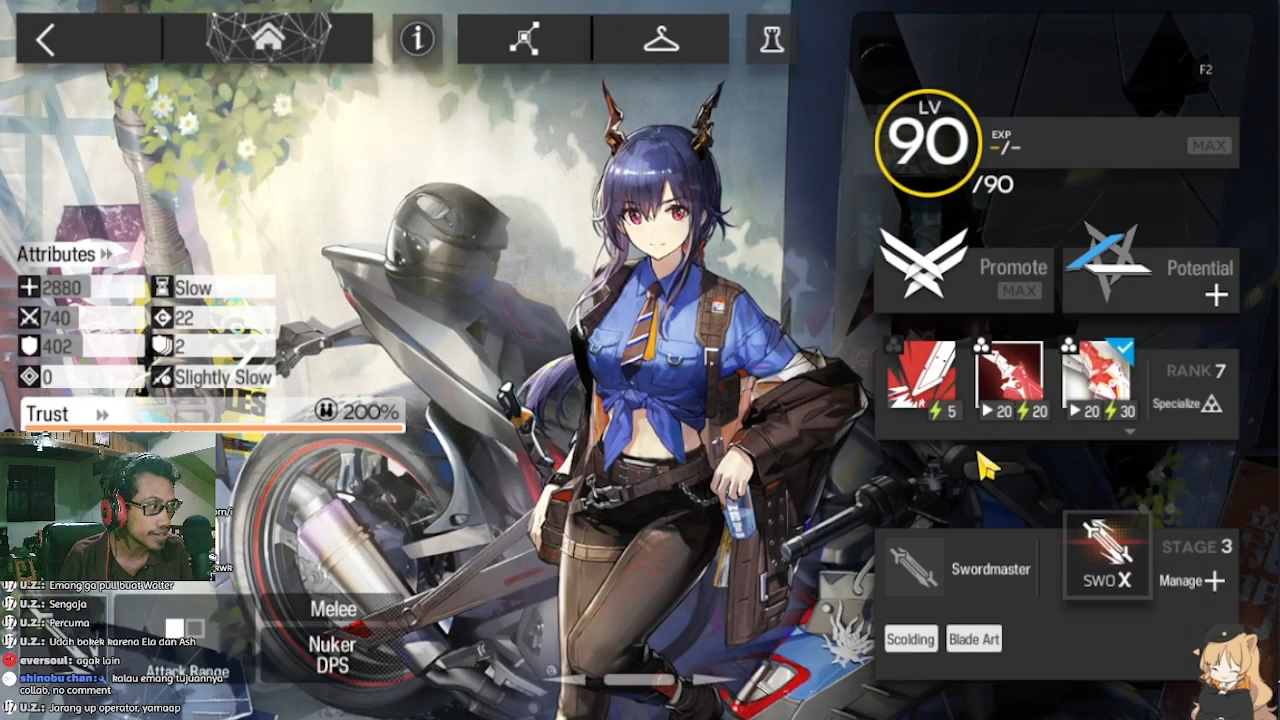 F2
LV
90
EXP
-/-
MAX
/90
Promote
MAX
Potential
Attributes
2880
Slow
740
22
402
2
0
Slightly Slow
Trust
200%
5
20
20
20
30
RANK 7
Specialize
Swordmaster
SWO X
STAGE 3
Manage
Scolding
Blade Art
Melee
Nuker
DPS
Attack Range
U.Z.: Emang ga pull buat Walter
U.Z.: Sengaja
U.Z.: Percuma
U.Z.: Udah bokek karena Ela dan Ash
eversoul: agak lain
shinobu chan: kalau emang tujuannya
collab, no comment
U.Z.: Jarang up operator, yamaap